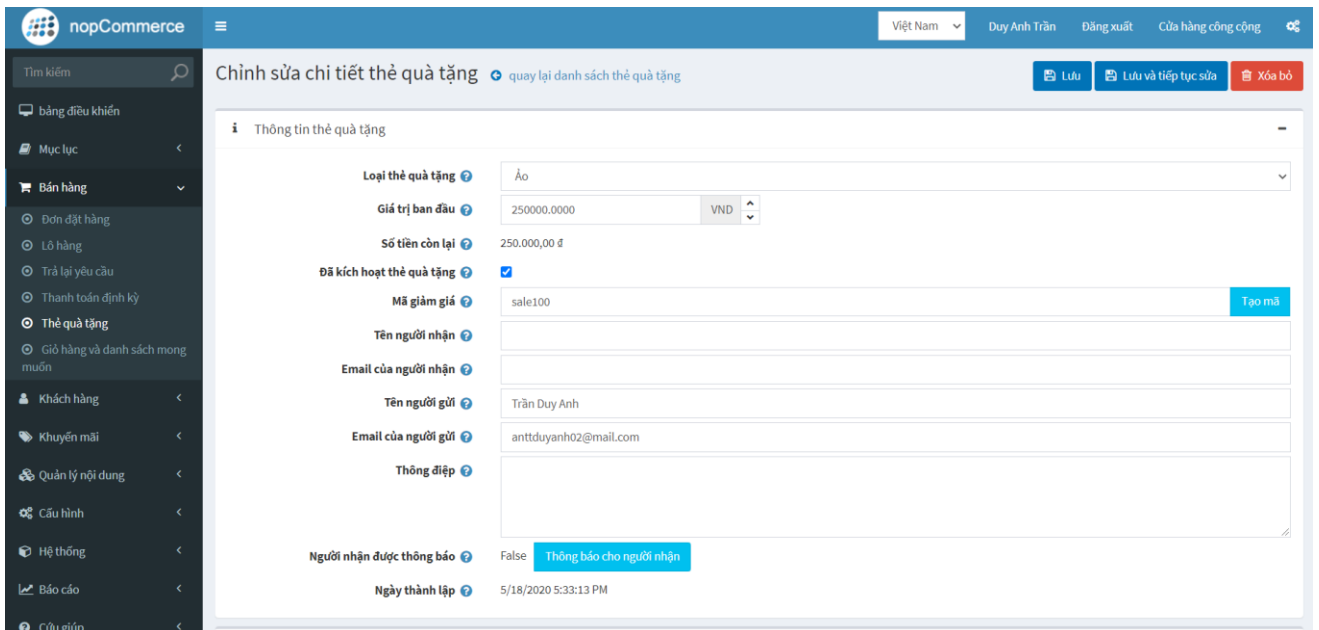 nopCommerce
Việt Nam
Duy Anh Trần
Đăng xuất
Cửa hàng công cộng
Tìm kiếm
bảng điều khiển
Mục lục
Bán hàng
Đơn đặt hàng
Lô hàng
Trả lại yêu cầu
Thanh toán định kỳ
Thẻ quà tặng
Giỏ hàng và danh sách mong
muốn
Khách hàng
Khuyến mãi
Quản lý nội dung
Cấu hình
Hệ thống
Báo cáo
Cứu giúp
Chỉnh sửa chi tiết thẻ quà tặng quay lại danh sách thẻ quà tặng
Lưu
Lưu và tiếp tục sửa
Xóa bỏ
Thông tin thẻ quà tặng
Loại thẻ quà tặng Ảo
Giá trị ban đầu 250000.0000 VND
Số tiền còn lại 250.000,00 ₫
Đã kích hoạt thẻ quà tặng
Mã giảm giá sale100 Tạo mã
Tên người nhận
Email của người nhận
Tên người gửi Trần Duy Anh
Email của người gửi anttduyanh02@mail.com
Thông điệp
Người nhận được thông báo False Thông báo cho người nhận
Ngày thành lập 5/18/2020 5:33:13 PM